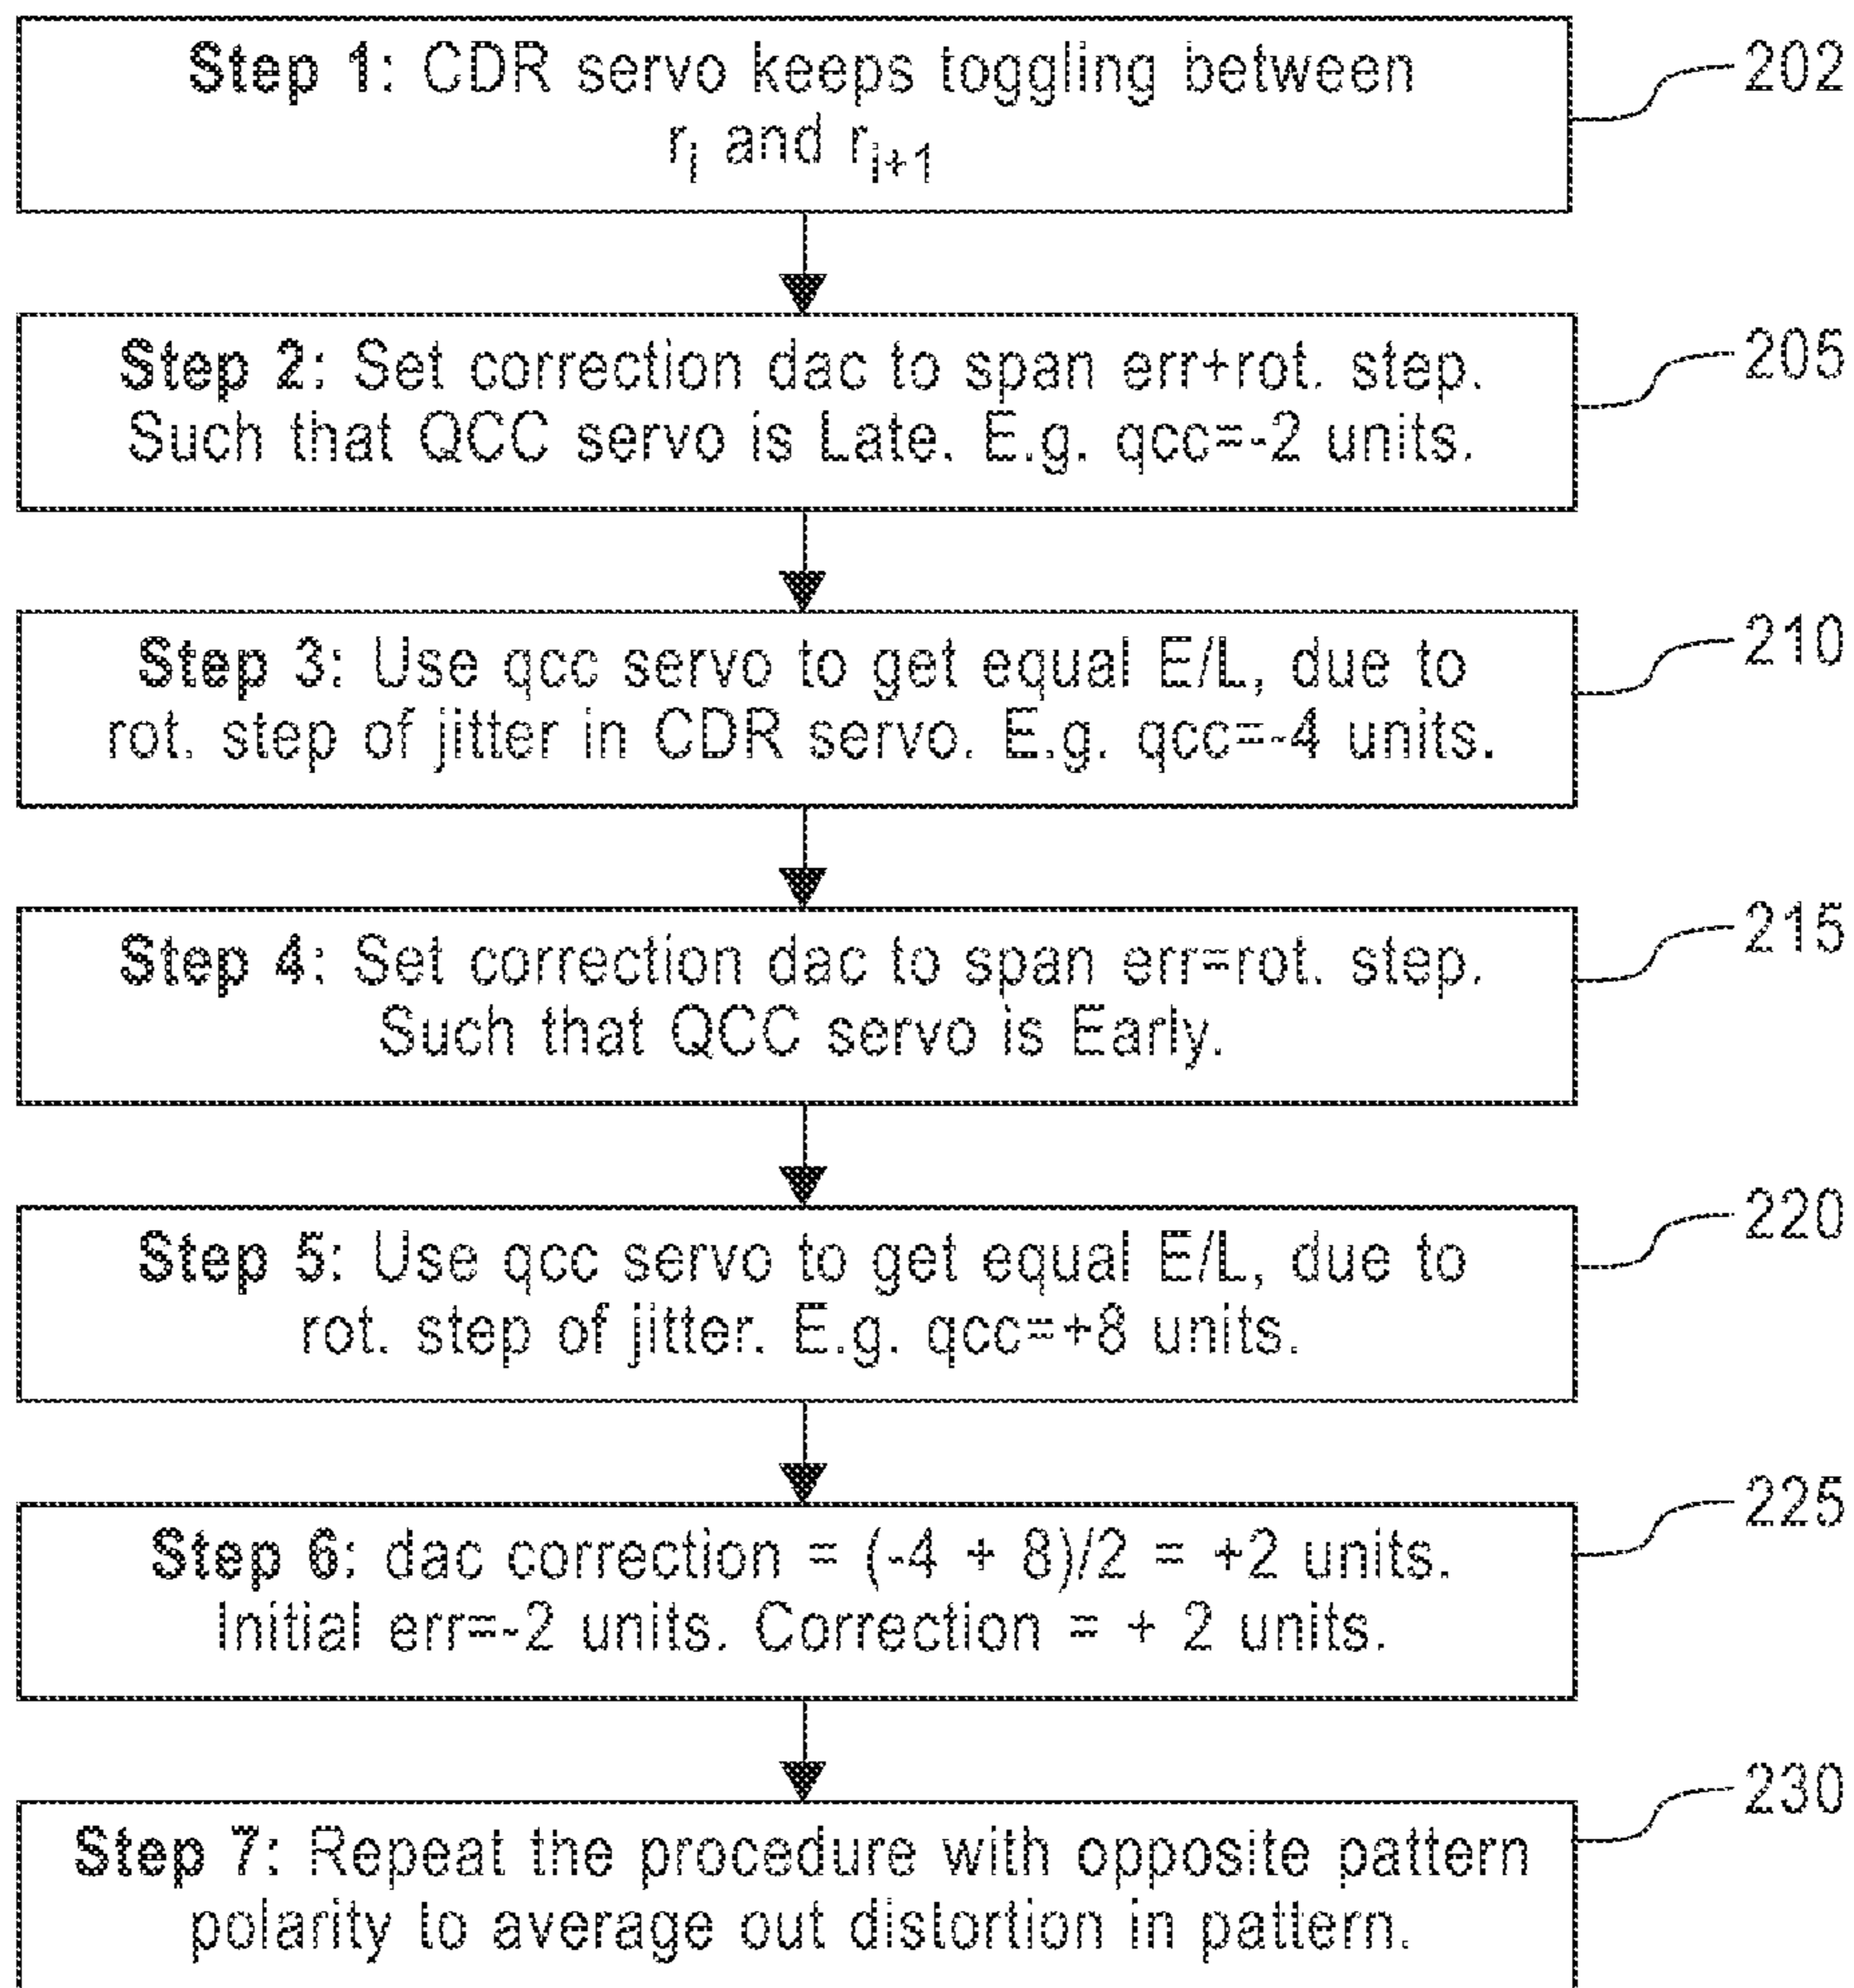 Step 1: CDR servo keeps toggling between
rᵢ and rᵢ₊₁
202
Step 2: Set correction dac to span err+rot. step.
Such that QCC servo is Late. E.g. qcc=-2 units.
205
Step 3: Use qcc servo to get equal E/L, due to
rot. step of jitter in CDR servo. E.g. qcc=-4 units.
210
Step 4: Set correction dac to span err=rot. step.
Such that QCC servo is Early.
215
Step 5: Use qcc servo to get equal E/L, due to
rot. step of jitter. E.g. qcc=+8 units.
220
Step 6: dac correction = (-4 + 8)/2 = +2 units.
Initial err=-2 units. Correction = + 2 units.
225
Step 7: Repeat the procedure with opposite pattern
polarity to average out distortion in pattern.
230